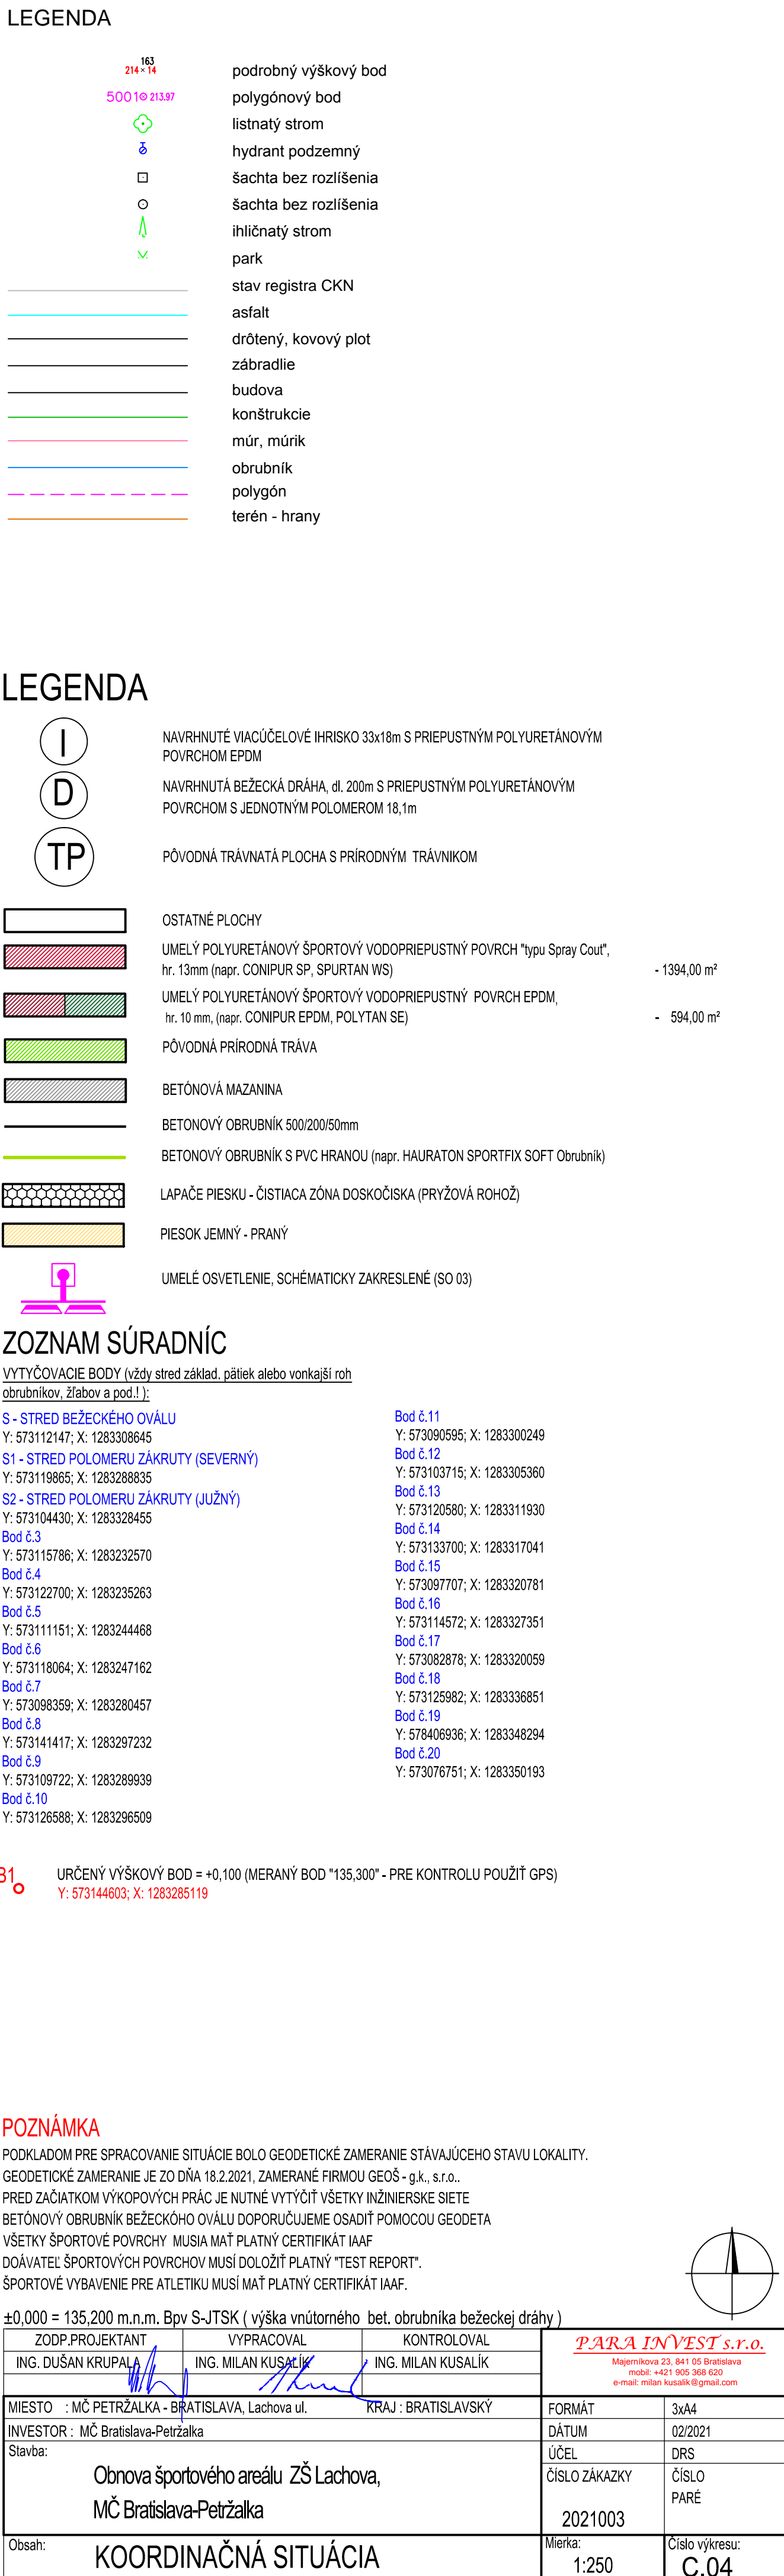 LEGENDA
163
214 × 14
podrobný výškový bod
5001 213.97
polygónový bod
listnatý strom
hydrant podzemný
šachta bez rozlíšenia
šachta bez rozlíšenia
ihličnatý strom
park
stav registra CKN
asfalt
drôtený, kovový plot
zábradlie
budova
konštrukcie
múr, múrik
obrubník
polygón
terén - hrany
LEGENDA
I
NAVRHNUTÉ VIACÚČELOVÉ IHRISKO 33x18m S PRIEPUSTNÝM POLYURETÁNOVÝM
POVRCHOM EPDM
D
NAVRHNUTÁ BEŽECKÁ DRÁHA, dl. 200m S PRIEPUSTNÝM POLYURETÁNOVÝM
POVRCHOM S JEDNOTNÝM POLOMEROM 18,1m
TP
PÔVODNÁ TRÁVNATÁ PLOCHA S PRÍRODNÝM TRÁVNIKOM
OSTATNÉ PLOCHY
UMELÝ POLYURETÁNOVÝ ŠPORTOVÝ VODOPRIEPUSTNÝ POVRCH "typu Spray Cout",
hr. 13mm (napr. CONIPUR SP, SPURTAN WS) - 1394,00 m²
UMELÝ POLYURETÁNOVÝ ŠPORTOVÝ VODOPRIEPUSTNÝ POVRCH EPDM,
hr. 10 mm, (napr. CONIPUR EPDM, POLYTAN SE) - 594,00 m²
PÔVODNÁ PRÍRODNÁ TRÁVA
BETÓNOVÁ MAZANINA
BETONOVÝ OBRUBNÍK 500/200/50mm
BETONOVÝ OBRUBNÍK S PVC HRANOU (napr. HAURATON SPORTFIX SOFT Obrubník)
LAPAČE PIESKU - ČISTIACA ZÓNA DOSKOČISKA (PRYŽOVÁ ROHOŽ)
PIESOK JEMNÝ - PRANÝ
UMELÉ OSVETLENIE, SCHÉMATICKY ZAKRESLENÉ (SO 03)
ZOZNAM SÚRADNÍC
VYTYČOVACIE BODY (vždy stred základ. pätiek alebo vonkajší roh
obrubníkov, žľabov a pod.! ):
S - STRED BEŽECKÉHO OVÁLU
Y: 573112147; X: 1283308645
S1 - STRED POLOMERU ZÁKRUTY (SEVERNÝ)
Y: 573119865; X: 1283288835
S2 - STRED POLOMERU ZÁKRUTY (JUŽNÝ)
Y: 573104430; X: 1283328455
Bod č.3
Y: 573115786; X: 1283232570
Bod č.4
Y: 573122700; X: 1283235263
Bod č.5
Y: 573111151; X: 1283244468
Bod č.6
Y: 573118064; X: 1283247162
Bod č.7
Y: 573098359; X: 1283280457
Bod č.8
Y: 573141417; X: 1283297232
Bod č.9
Y: 573109722; X: 1283289939
Bod č.10
Y: 573126588; X: 1283296509
Bod č.11
Y: 573090595; X: 1283300249
Bod č.12
Y: 573103715; X: 1283305360
Bod č.13
Y: 573120580; X: 1283311930
Bod č.14
Y: 573133700; X: 1283317041
Bod č.15
Y: 573097707; X: 1283320781
Bod č.16
Y: 573114572; X: 1283327351
Bod č.17
Y: 573082878; X: 1283320059
Bod č.18
Y: 573125982; X: 1283336851
Bod č.19
Y: 578406936; X: 1283348294
Bod č.20
Y: 573076751; X: 1283350193
URČENÝ VÝŠKOVÝ BOD = +0,100 (MERANÝ BOD "135,300" - PRE KONTROLU POUŽIŤ GPS)
Y: 573144603; X: 1283285119
POZNÁMKA
PODKLADOM PRE SPRACOVANIE SITUÁCIE BOLO GEODETICKÉ ZAMERANIE STÁVAJÚCEHO STAVU LOKALITY.
GEODETICKÉ ZAMERANIE JE ZO DŇA 18.2.2021, ZAMERANÉ FIRMOU GEOŠ - g.k., s.r.o..
PRED ZAČIATKOM VÝKOPOVÝCH PRÁC JE NUTNÉ VYTÝČIŤ VŠETKY INŽINIERSKE SIETE
BETÓNOVÝ OBRUBNÍK BEŽECKÓHO OVÁLU DOPORUČUJEME OSADIŤ POMOCOU GEODETA
VŠETKY ŠPORTOVÉ POVRCHY MUSIA MAŤ PLATNÝ CERTIFIKÁT IAAF
DOÁVATEĽ ŠPORTOVÝCH POVRCHOV MUSÍ DOLOŽIŤ PLATNÝ "TEST REPORT".
ŠPORTOVÉ VYBAVENIE PRE ATLETIKU MUSÍ MAŤ PLATNÝ CERTIFIKÁT IAAF.
±0,000 = 135,200 m.n.m. Bpv S-JTSK ( výška vnútorného bet. obrubníka bežeckej dráhy )
ZODP.PROJEKTANT VYPRACOVAL KONTROLOVAL
ING. DUŠAN KRUPALA ING. MILAN KUSALÍK ING. MILAN KUSALÍK
PARA INVEST s.r.o.
Majerníkova 23, 841 05 Bratislava
mobil: +421 905 368 620
e-mail: milan kusalik@gmail.com
MIESTO : MČ PETRŽALKA - BRATISLAVA, Lachova ul. KRAJ : BRATISLAVSKÝ
INVESTOR : MČ Bratislava-Petržalka
FORMÁT 3xA4
DÁTUM 02/2021
ÚČEL DRS
ČÍSLO ZÁKAZKY
2021003
ČÍSLO
PARÉ
Stavba:
Obnova športového areálu ZŠ Lachova,
MČ Bratislava-Petržalka
Obsah:
KOORDINAČNÁ SITUÁCIA
Mierka:
1:250
Číslo výkresu:
C.04